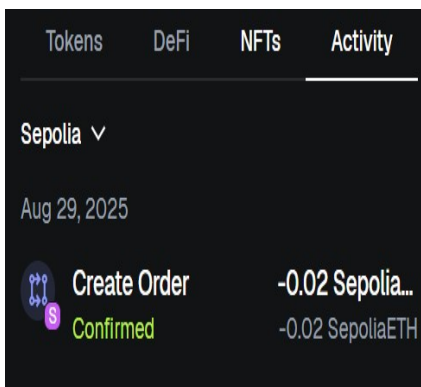 Tokens DeFi NFTs Activity
Sepolia
Aug 29, 2025
Create Order -0.02 Sepolia...
S Confirmed -0.02 SepoliaETH